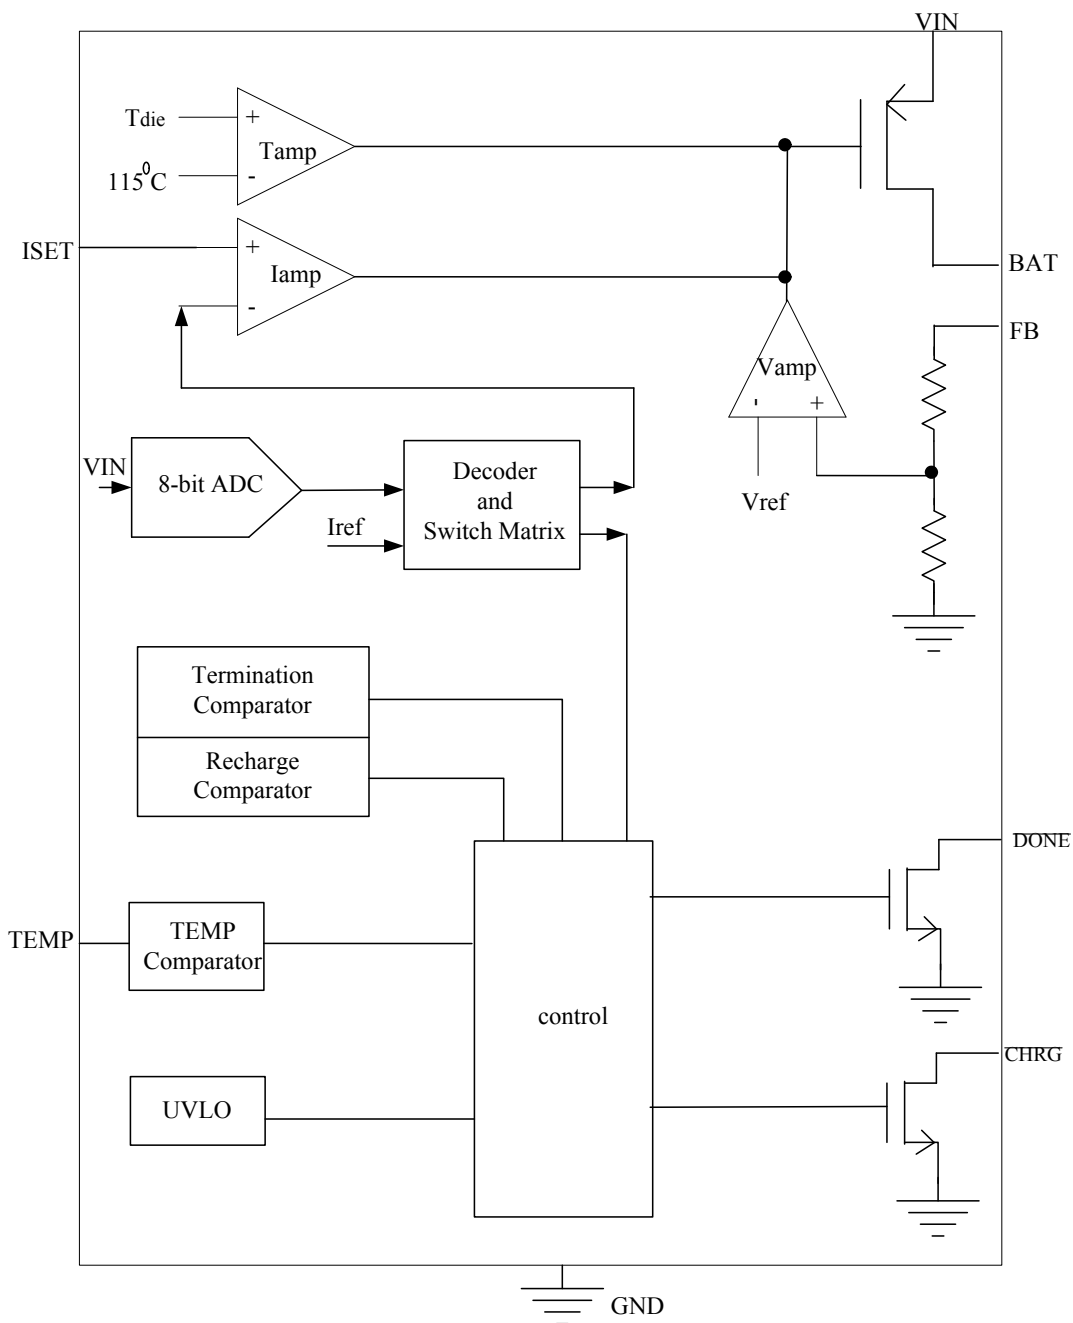 VIN
Tdie
+
Tamp
115⁰C
-
ISET
+
Iamp
-
BAT
FB
Vamp
-
+
VIN
8-bit ADC
Decoder
and
Switch Matrix
Iref
Vref
Termination
Comparator
Recharge
Comparator
DONE
TEMP
TEMP
Comparator
control
CHRG
UVLO
GND